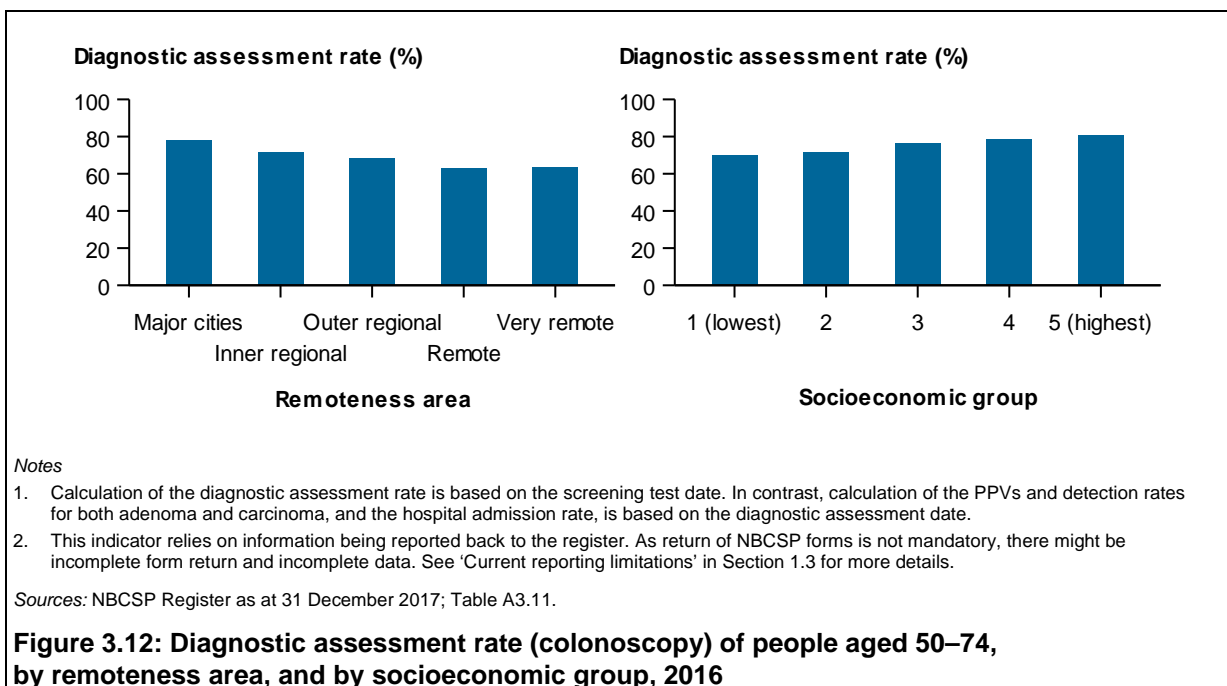 Diagnostic assessment rate (%)
100
80
60
40
20
0
Major cities
Inner regional
Outer regional
Remote
Very remote
Remoteness area
Diagnostic assessment rate (%)
100
80
60
40
20
0
1 (lowest)
2
3
4
5 (highest)
Socioeconomic group
Notes
1. Calculation of the diagnostic assessment rate is based on the screening test date. In contrast, calculation of the PPVs and detection rates
for both adenoma and carcinoma, and the hospital admission rate, is based on the diagnostic assessment date.
2. This indicator relies on information being reported back to the register. As return of NBCSP forms is not mandatory, there might be
incomplete form return and incomplete data. See ‘Current reporting limitations’ in Section 1.3 for more details.
Sources: NBCSP Register as at 31 December 2017; Table A3.11.
Figure 3.12: Diagnostic assessment rate (colonoscopy) of people aged 50–74,
by remoteness area, and by socioeconomic group, 2016